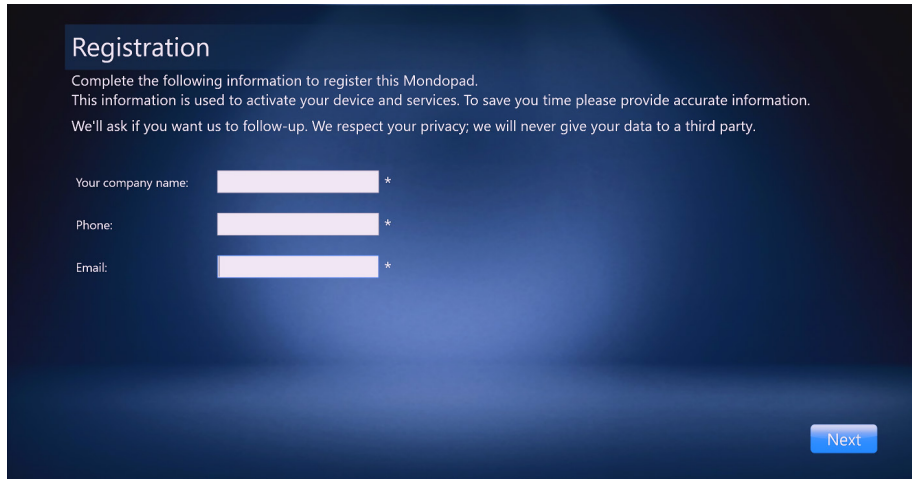 Registration
Complete the following information to register this Mondopad.
This information is used to activate your device and services. To save you time please provide accurate information.
We'll ask if you want us to follow-up. We respect your privacy; we will never give your data to a third party.
Your company name: *
Phone: *
Email: *
Next